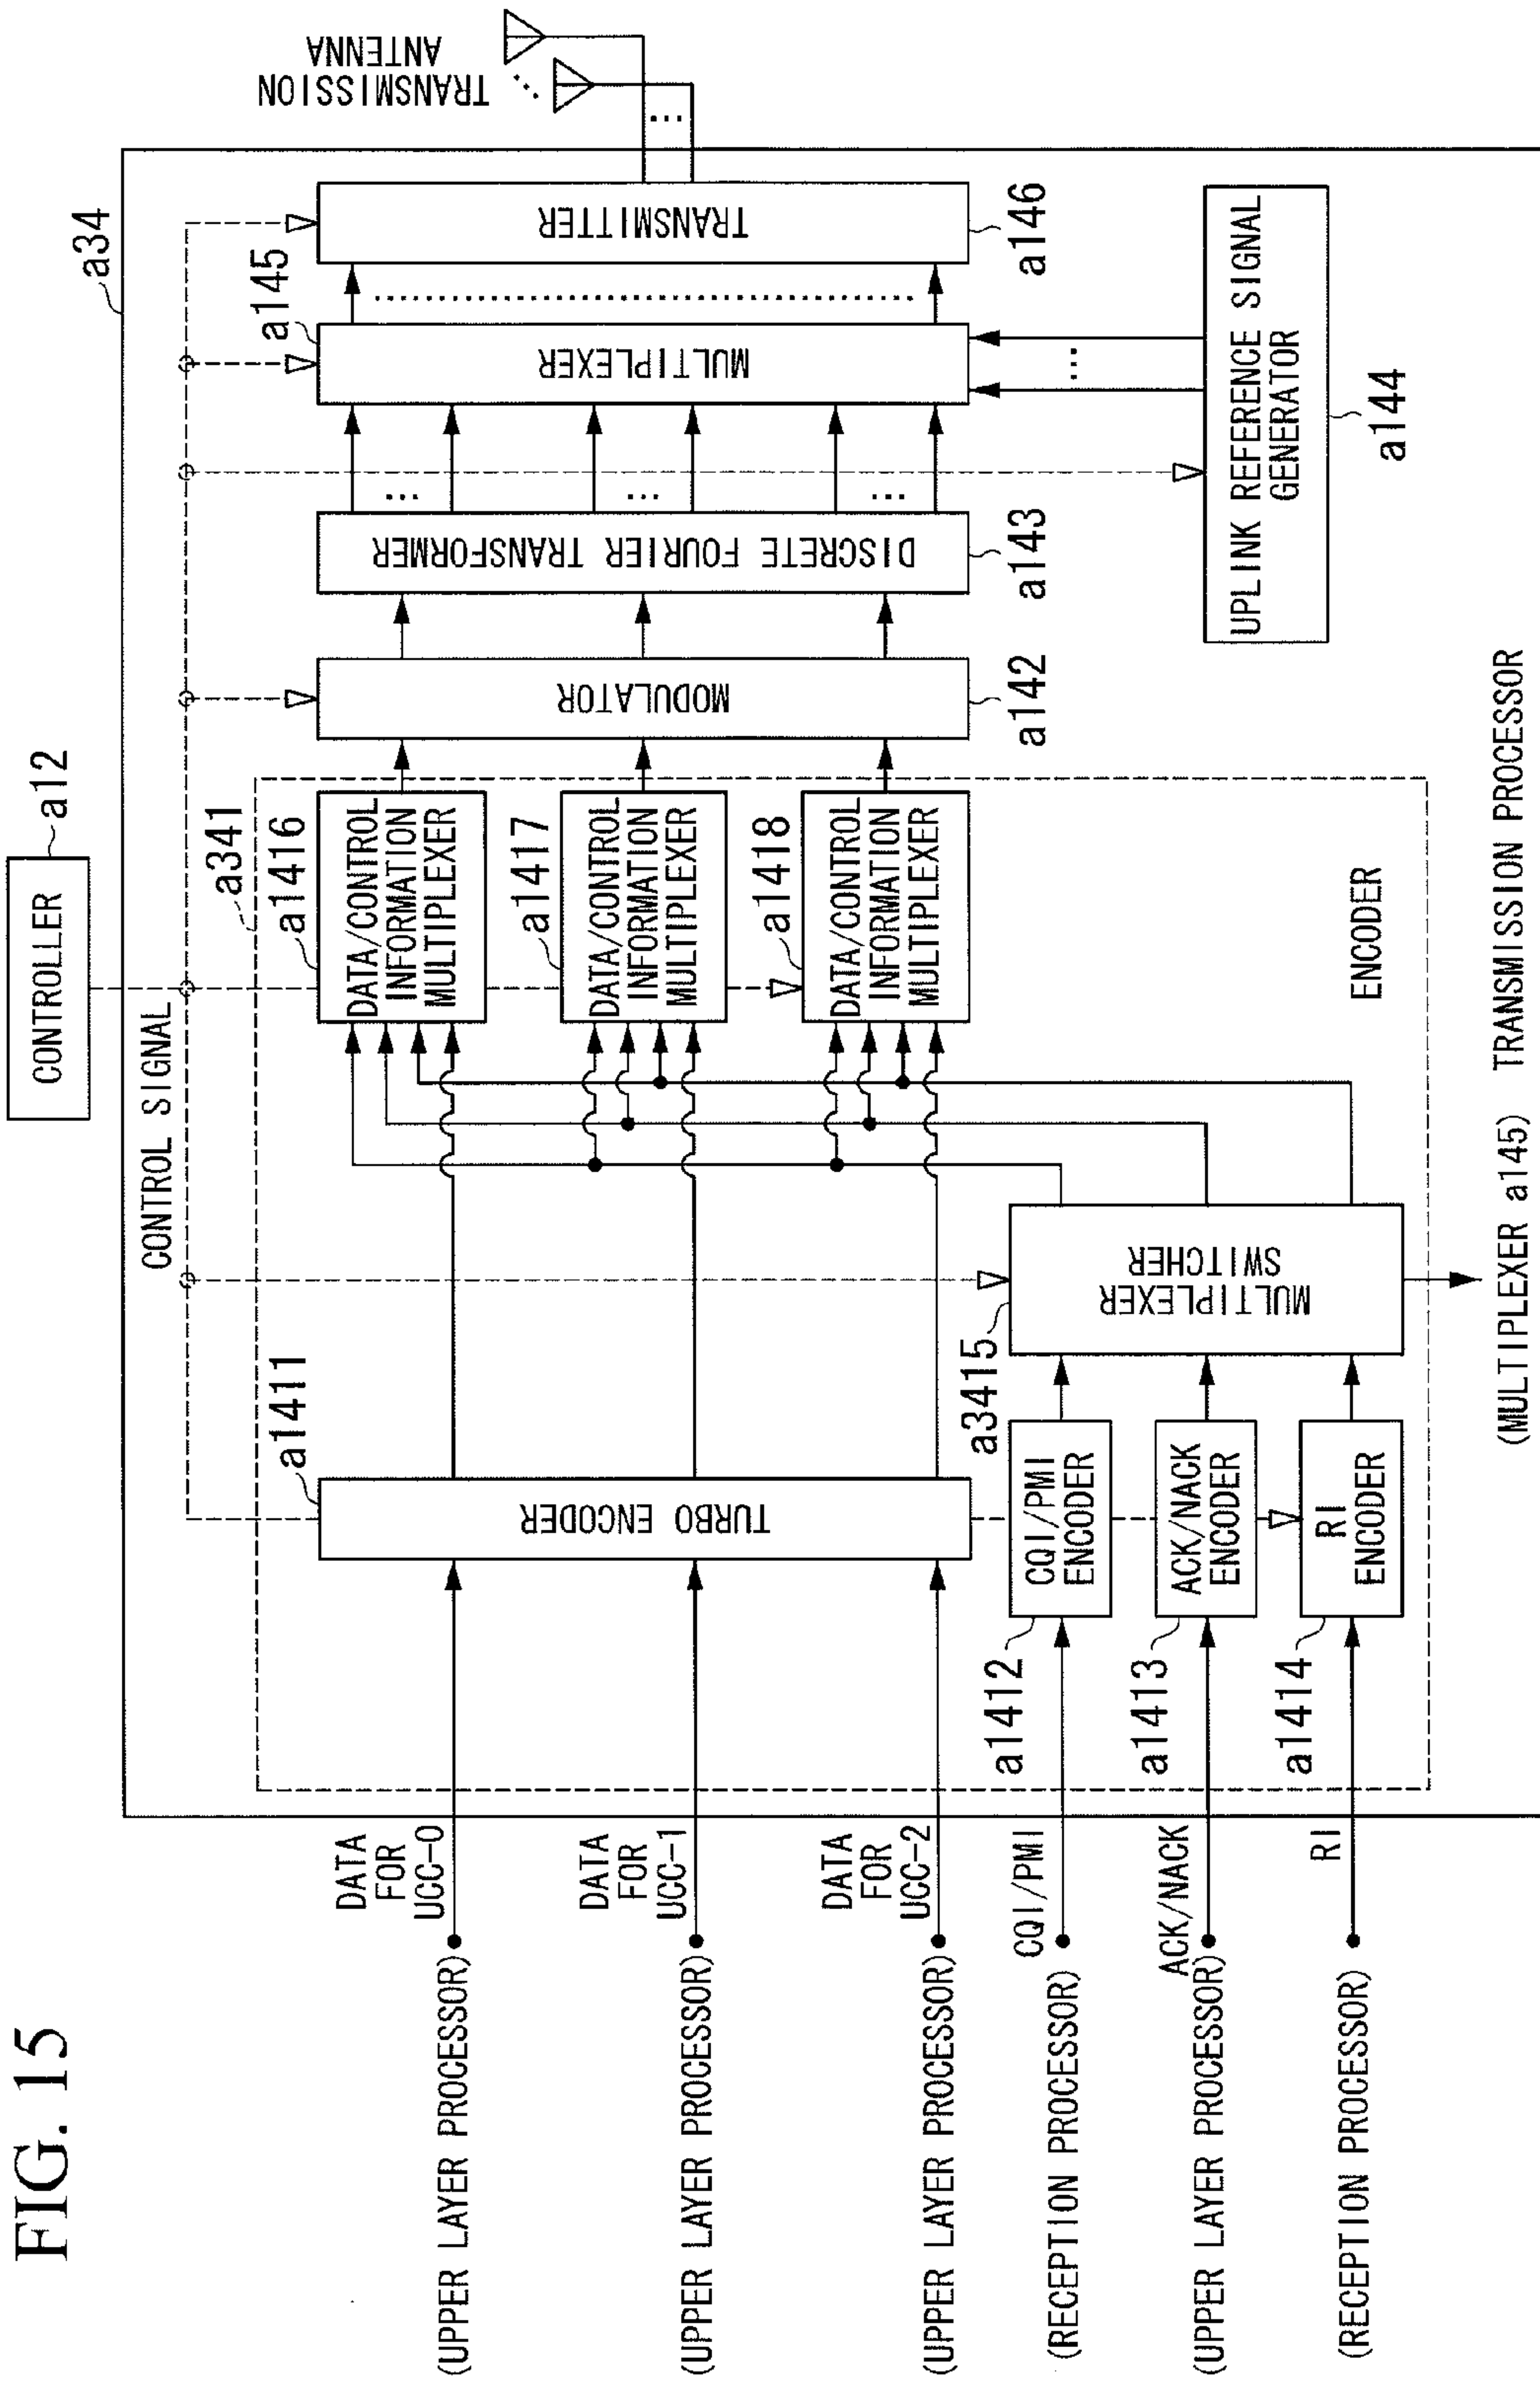 FIG. 15
CONTROLLER
a12
a34
CONTROL SIGNAL
a341
TRANSMISSION
ANTENNA
(UPPER LAYER PROCESSOR)
DATA
FOR
UCC-0
(UPPER LAYER PROCESSOR)
DATA
FOR
UCC-1
(UPPER LAYER PROCESSOR)
DATA
FOR
UCC-2
(RECEPTION PROCESSOR)
CQI/PMI
(UPPER LAYER PROCESSOR)
ACK/NACK
(RECEPTION PROCESSOR)
RI
a1411
TURBO ENCODER
a1412
CQI/PMI
ENCODER
a1413
ACK/NACK
ENCODER
a1414
RI
ENCODER
a3415
MULTIPLEXER
SWITCHER
a1416
DATA/CONTROL
INFORMATION
MULTIPLEXER
a1417
DATA/CONTROL
INFORMATION
MULTIPLEXER
a1418
DATA/CONTROL
INFORMATION
MULTIPLEXER
ENCODER
MODULATOR
a142
DISCRETE FOURIER TRANSFORMER
a143
a145
MULTIPLEXER
TRANSMITTER
a146
UPLINK REFERENCE SIGNAL
GENERATOR
a144
(MULTIPLEXER a145)
TRANSMISSION PROCESSOR